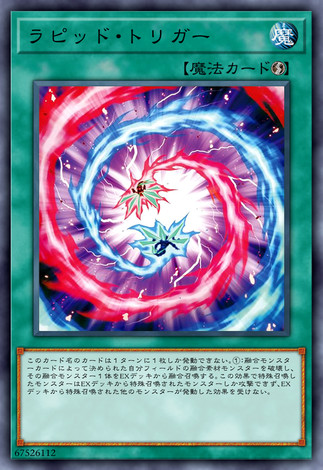 ラピッド・トリガー
魔
【魔法カード】
このカード名のカードは１ターンに１枚しか発動できない。①：融合モンスタ
ーカードによって決められた自分フィールドの融合素材モンスターを破壊し、
その融合モンスター１体をEXデッキから融合召喚する。この効果で特殊召喚し
たモンスターはEXデッキから特殊召喚されたモンスターしか攻撃できず、EX
デッキから特殊召喚された他のモンスターが発動した効果を受けない。
67526112